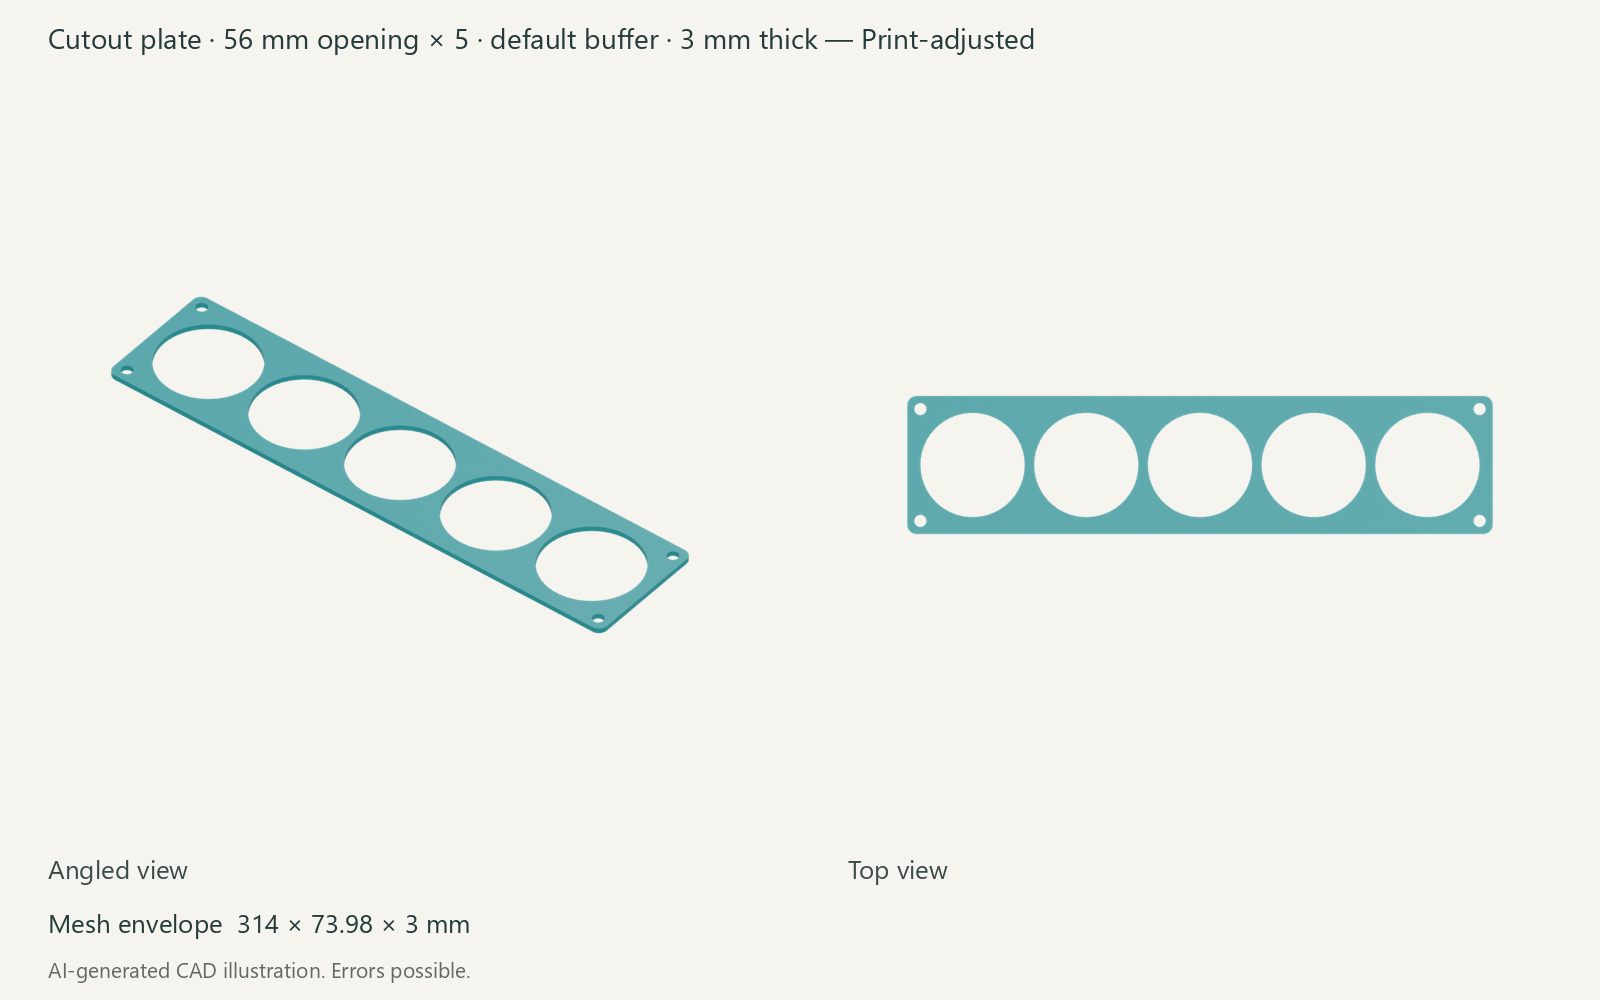 Cutout plate · 56 mm opening × 5 · default buffer · 3 mm thick — Print-adjusted
Angled view
Top view
Mesh envelope 314 × 73.98 × 3 mm
AI-generated CAD illustration. Errors possible.